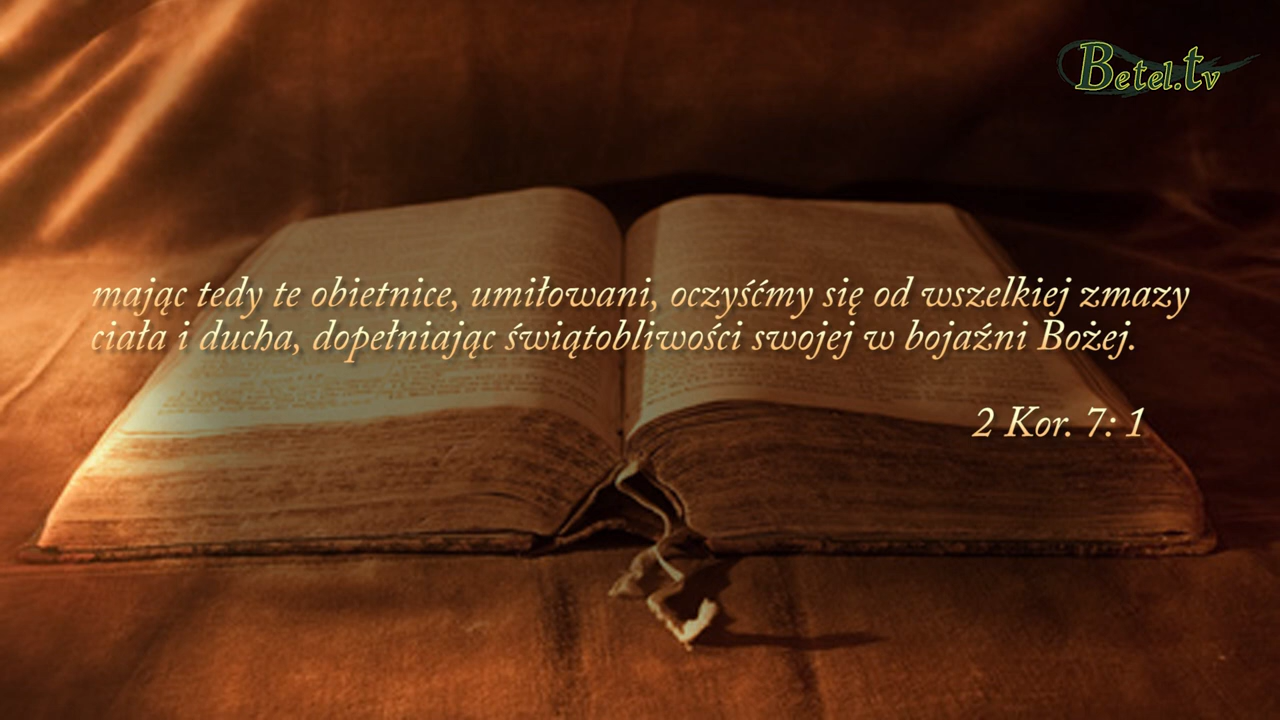 Betel.tv
mając tedy te obietnice, umiłowani, oczyśćmy się od wszelkiej zmazy
ciała i ducha, dopełniając świątobliwości swojej w bojaźni Bożej.
2 Kor. 7: 1